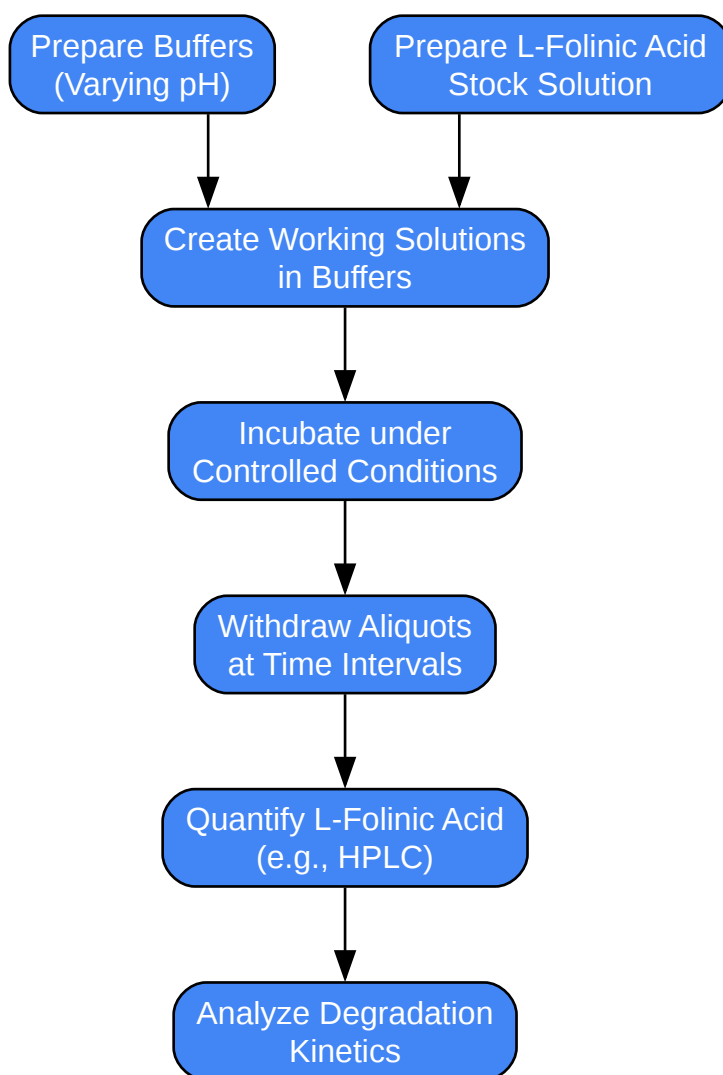 Prepare Buffers
(Varying pH)
Prepare L-Folinic Acid
Stock Solution
Create Working Solutions
in Buffers
Incubate under
Controlled Conditions
Withdraw Aliquots
at Time Intervals
Quantify L-Folinic Acid
(e.g., HPLC)
Analyze Degradation
Kinetics